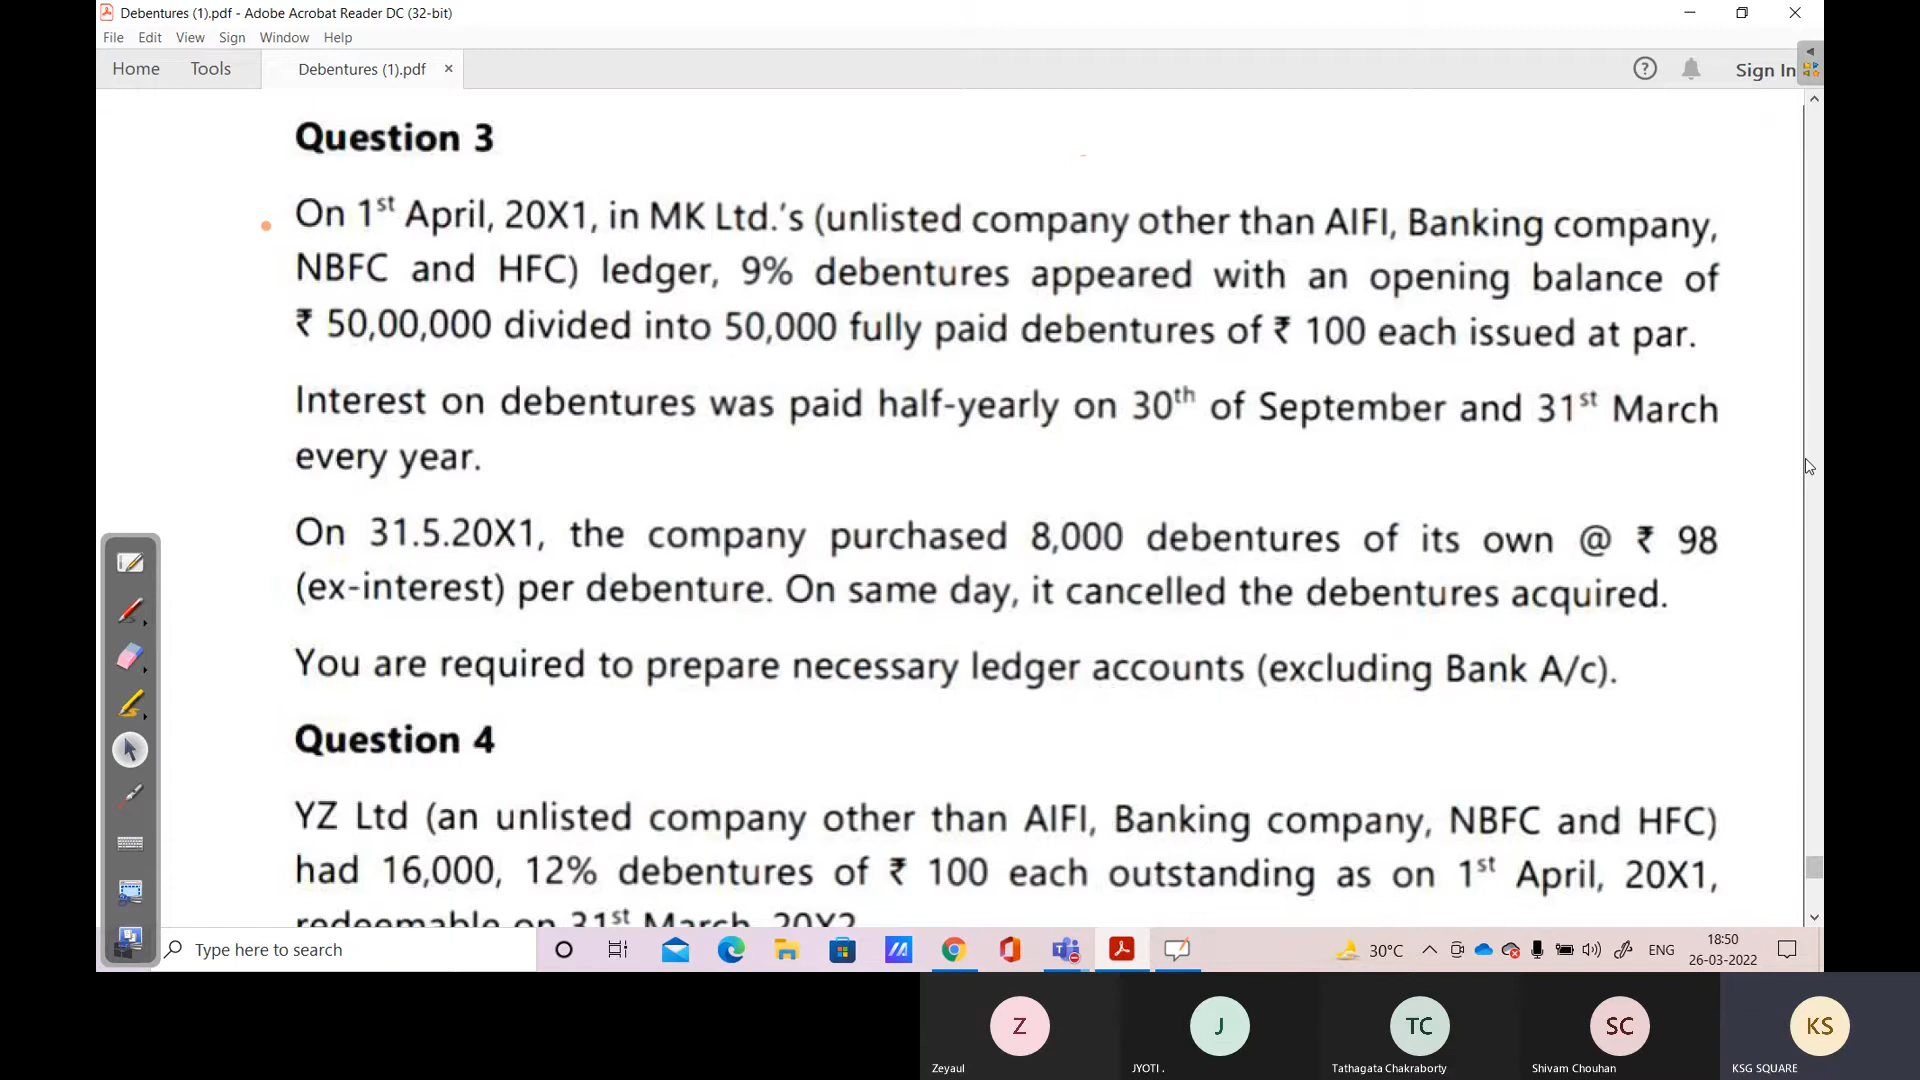 Debentures (1).pdf - Adobe Acrobat Reader DC (32-bit)
File Edit View Sign Window Help
Home Tools Debentures (1).pdf × Sign In
Question 3
On 1st April, 20X1, in MK Ltd.'s (unlisted company other than AIFI, Banking company,
NBFC and HFC) ledger, 9% debentures appeared with an opening balance of
₹ 50,00,000 divided into 50,000 fully paid debentures of ₹ 100 each issued at par.
Interest on debentures was paid half-yearly on 30th of September and 31st March
every year.
On 31.5.20X1, the company purchased 8,000 debentures of its own @ ₹ 98
(ex-interest) per debenture. On same day, it cancelled the debentures acquired.
You are required to prepare necessary ledger accounts (excluding Bank A/c).
Question 4
YZ Ltd (an unlisted company other than AIFI, Banking company, NBFC and HFC)
had 16,000, 12% debentures of ₹ 100 each outstanding as on 1st April, 20X1,
redeemable on 31st March, 20X2
Type here to search
30°C
ENG
18:50
26-03-2022
Z
J
TC
SC
KS
Zeyaul
JYOTI .
Tathagata Chakraborty
Shivam Chouhan
KSG SQUARE